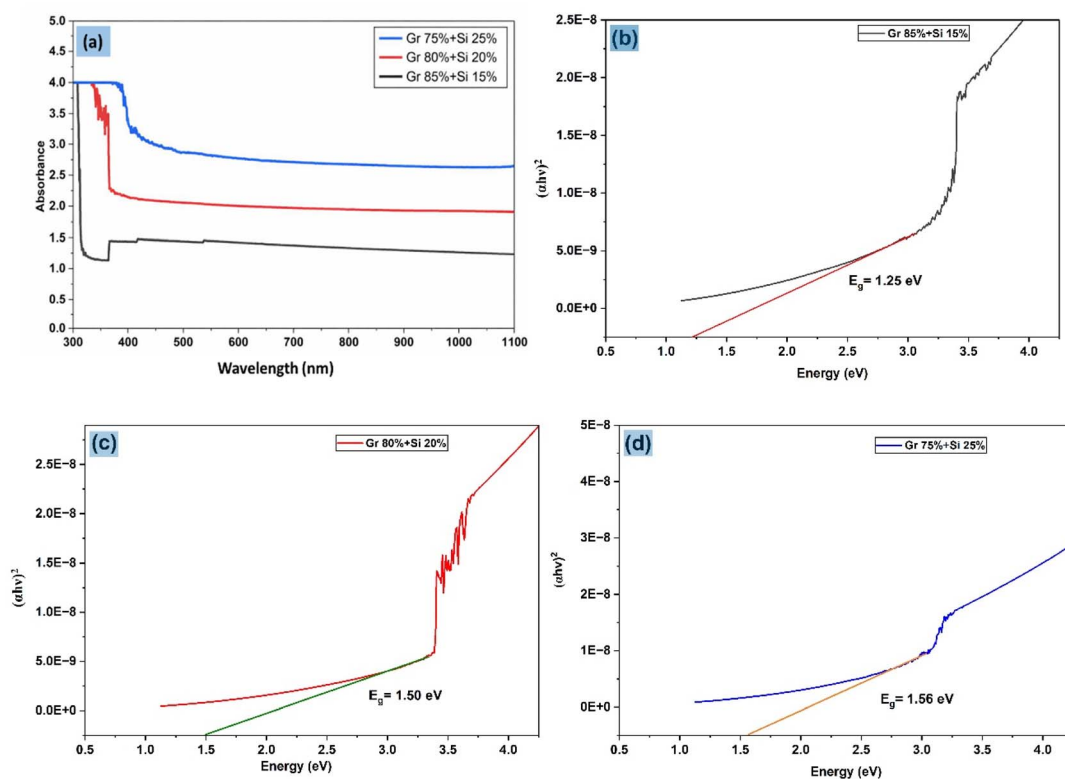 (a)
Gr 75%+Si 25%
Gr 80%+Si 20%
Gr 85%+Si 15%
5.0
4.5
4.0
3.5
3.0
2.5
2.0
1.5
1.0
0.5
0.0
Absorbance
300 400 500 600 700 800 900 1000 1100
Wavelength (nm)
(b)
Gr 85%+Si 15%
2.5E-8
2.0E-8
1.5E-8
1.0E-8
5.0E-9
0.0E+0
(αhν)²
E_g= 1.25 eV
0.5 1.0 1.5 2.0 2.5 3.0 3.5 4.0
Energy (eV)
(c)
Gr 80%+Si 20%
2.5E-8
2.0E-8
1.5E-8
1.0E-8
5.0E-9
0.0E+0
(αhν)²
E_g= 1.50 eV
0.5 1.0 1.5 2.0 2.5 3.0 3.5 4.0
Energy (eV)
(d)
Gr 75%+Si 25%
5E-8
4E-8
3E-8
2E-8
1E-8
0E+0
(αhν)²
E_g= 1.56 eV
0.5 1.0 1.5 2.0 2.5 3.0 3.5 4.0
Energy (eV)